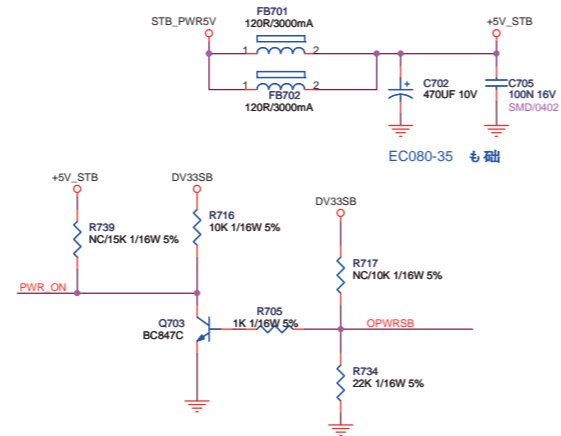 FB701
120R/3000mA
STB_PWR5V
+5V_STB
1
2
1
2
FB702
120R/3000mA
+
C702
470UF 10V
C705
100N 16V
SMD/0402
EC080-35 も础
+5V_STB
DV33SB
DV33SB
R739
NC/15K 1/16W 5%
R716
10K 1/16W 5%
R717
NC/10K 1/16W 5%
PWR_ON
Q703
BC847C
R705
1K 1/16W 5%
OPWRSB
R734
22K 1/16W 5%